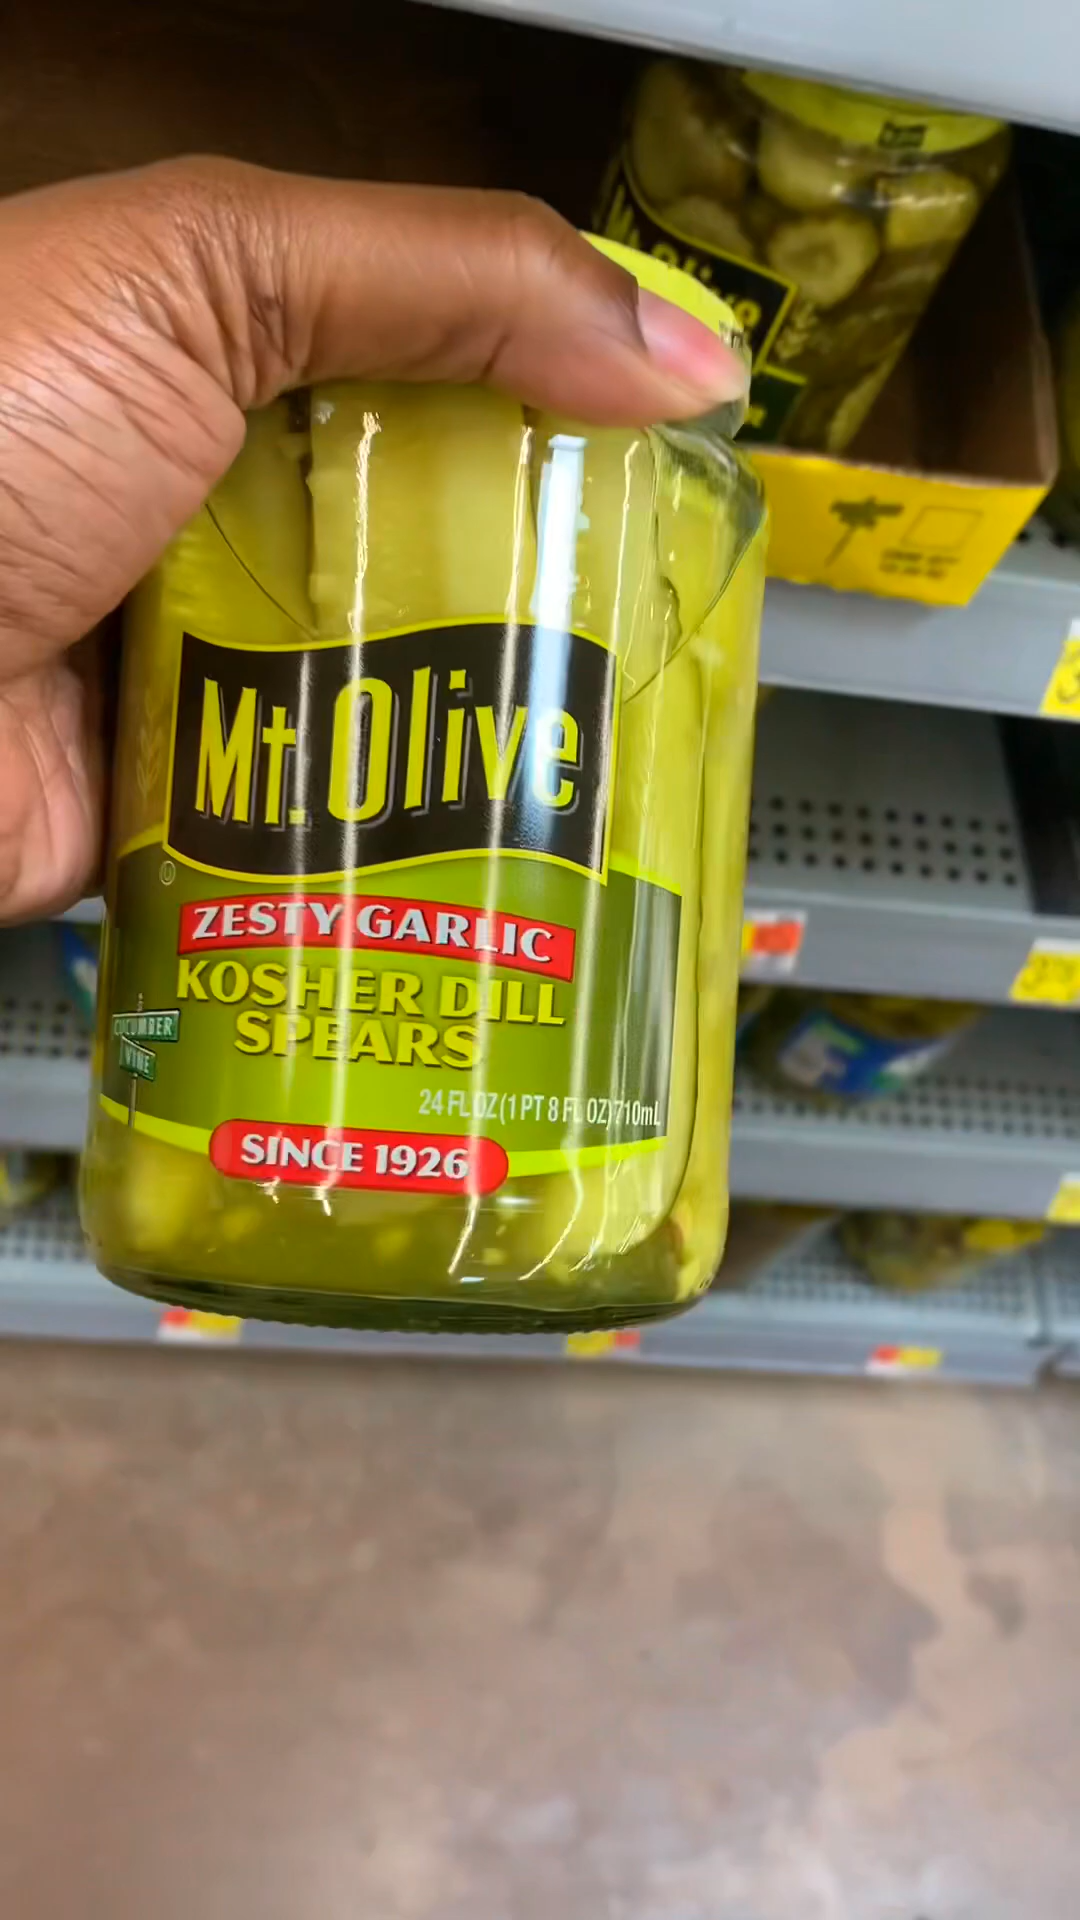 Mt. Olive
ZESTY GARLIC
KOSHER DILL
SPEARS
CUCUMBER
VINE
24 FL OZ (1 PT 8 FL OZ) 710mL
SINCE 1926
Olive